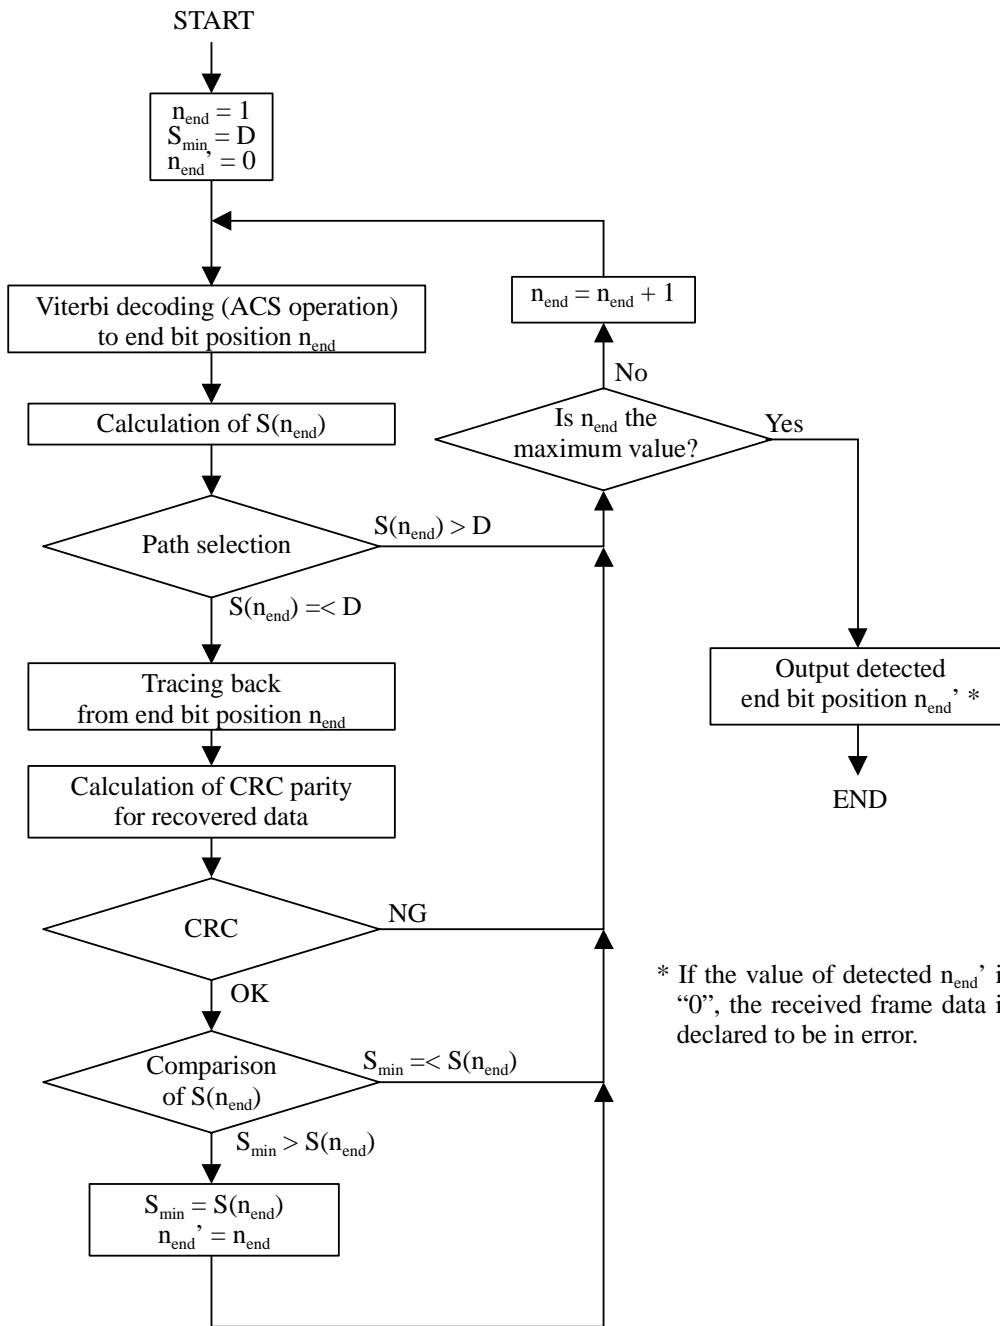 START
n_end = 1
S_min = D
n_end' = 0
Viterbi decoding (ACS operation)
to end bit position n_end
n_end = n_end + 1
No
Calculation of S(n_end)
Is n_end the
maximum value?
Yes
Path selection
S(n_end) > D
S(n_end) =< D
Tracing back
from end bit position n_end
Output detected
end bit position n_end' *
Calculation of CRC parity
for recovered data
END
CRC
NG
OK
* If the value of detected n_end' i
“0”, the received frame data i
declared to be in error.
Comparison
of S(n_end)
S_min =< S(n_end)
S_min > S(n_end)
S_min = S(n_end)
n_end' = n_end